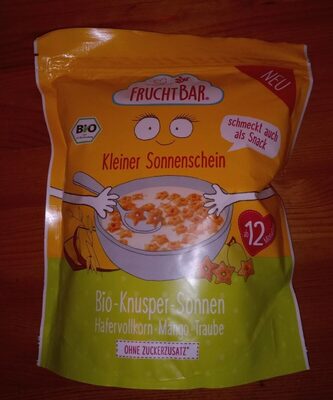 FRUCHTBAR®
NEU
BIO
schmeckt auch
als Snack
Kleiner Sonnenschein
12
Bio-Knusper-Sonnen
Hafervollkorn-Mango-Traube
OHNE ZUCKERZUSATZ*